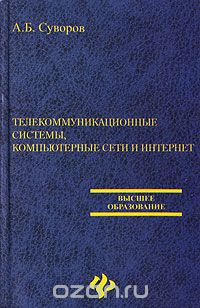 А.Б. Суворов
ТЕЛЕКОММУНИКАЦИОННЫЕ
СИСТЕМЫ,
КОМПЬЮТЕРНЫЕ СЕТИ И ИНТЕРНЕТ
ВЫСШЕЕ
ОБРАЗОВАНИЕ
OZON.ru